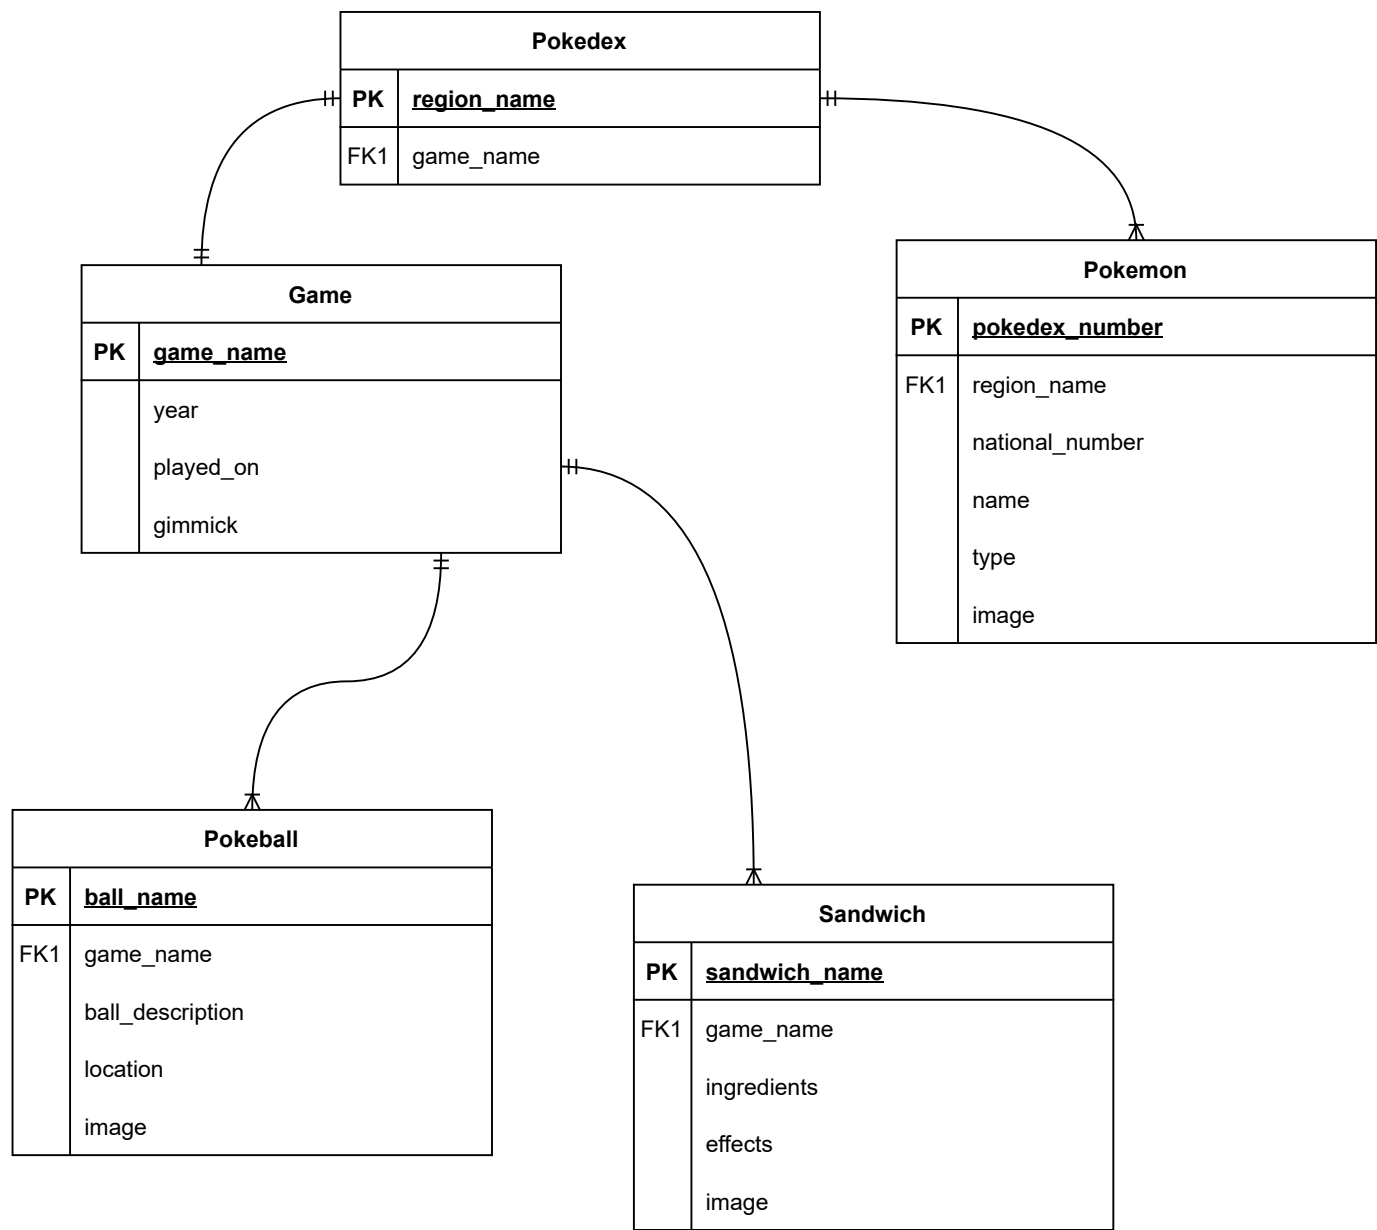 Pokedex
PK region_name
FK1 game_name
Game
PK game_name
year
played_on
gimmick
Pokemon
PK pokedex_number
FK1 region_name
national_number
name
type
image
Pokeball
PK ball_name
FK1 game_name
ball_description
location
image
Sandwich
PK sandwich_name
FK1 game_name
ingredients
effects
image